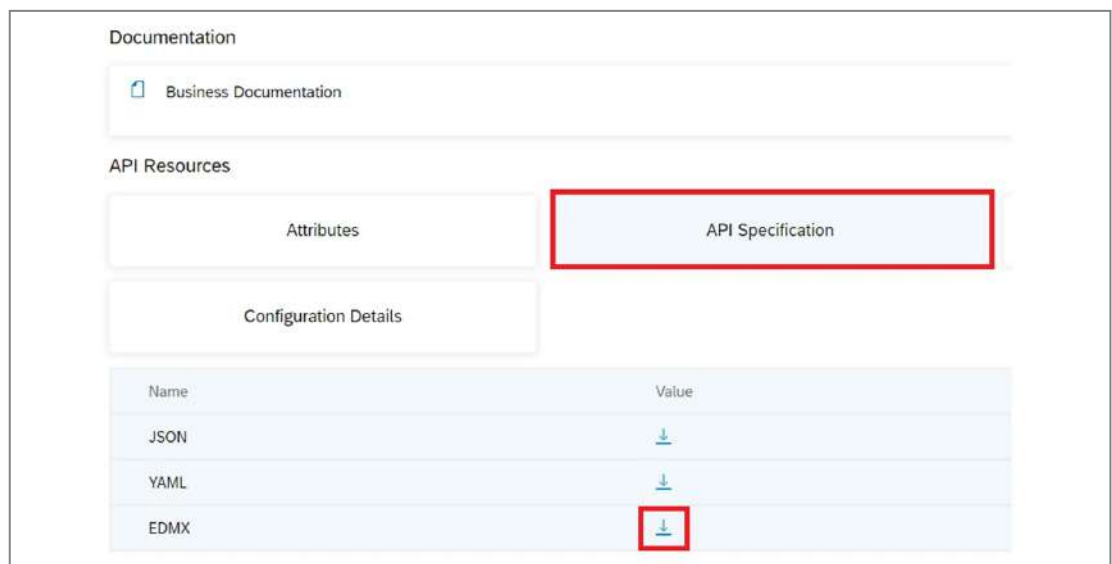 Documentation
Business Documentation
API Resources
Attributes API Specification
Configuration Details
Name Value
JSON
YAML
EDMX